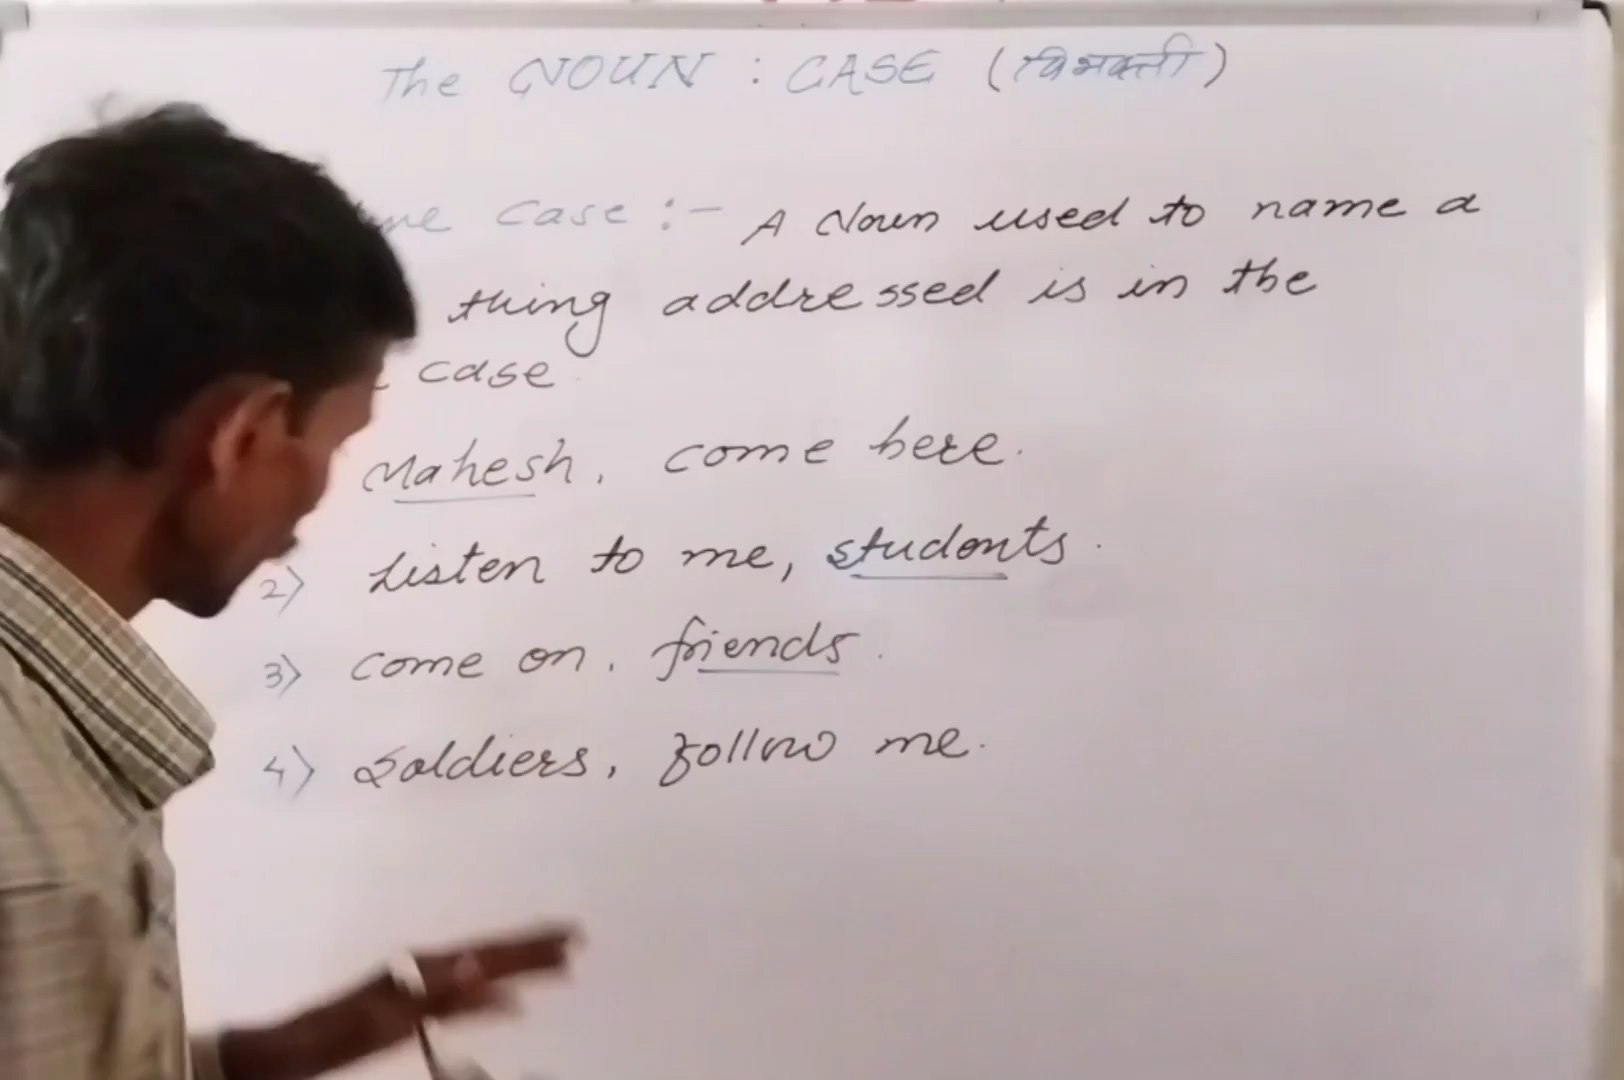 The NOUN : CASE (विभक्ती)
case :- A Noun used to name a
thing addressed is in the
case
Mahesh, come here.
2) Listen to me, students.
3) come on, friends.
4) Soldiers, follow me.